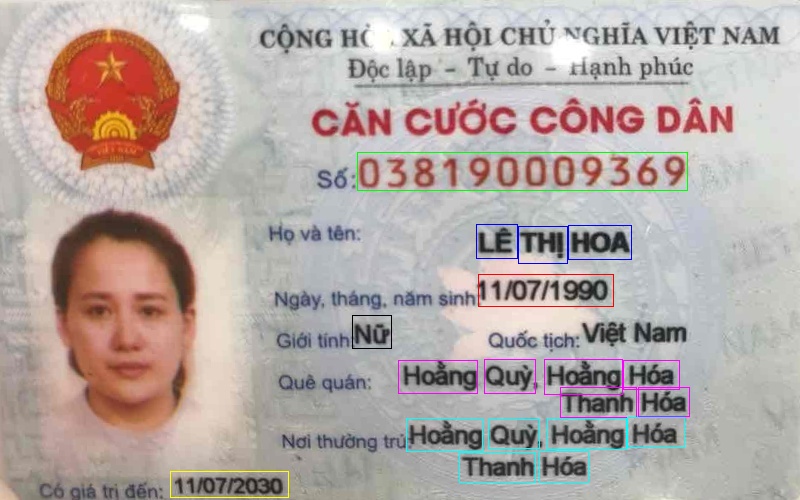 CỘNG HÒA XÃ HỘI CHỦ NGHĨA VIỆT NAM
Độc lập - Tự do - Hạnh phúc
CĂN CƯỚC CÔNG DÂN
Số: 038190009369
Họ và tên: LÊ THỊ HOA
Ngày, tháng, năm sinh: 11/07/1990
Giới tính: Nữ Quốc tịch: Việt Nam
Quê quán: Hoằng Quỳ, Hoằng Hóa
Thanh Hóa
Nơi thường trú: Hoằng Quỳ, Hoằng Hóa
Thanh Hóa
Có giá trị đến: 11/07/2030